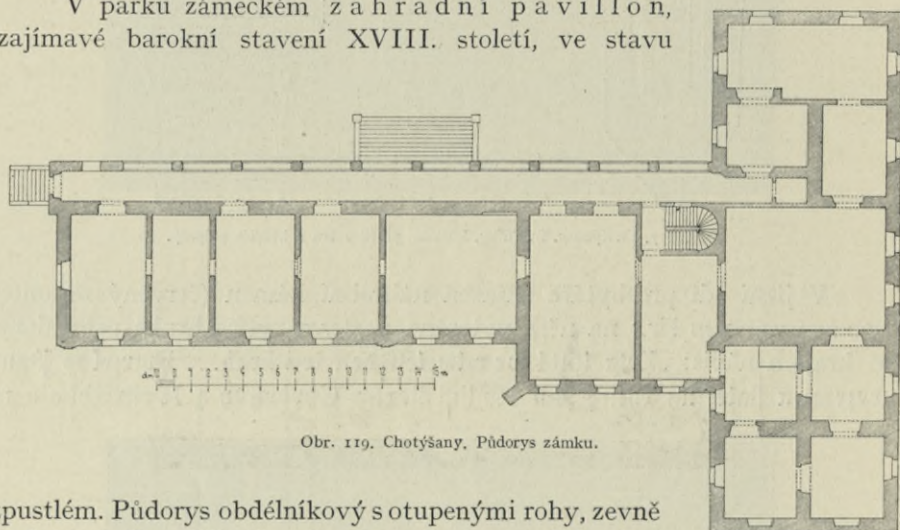 V parku zámeckém zahradní pavillon,
zajímavé barokní stavení XVIII. století, ve stavu
Obr. 119. Chotýšany. Půdorys zámku.
pustlém. Půdorys obdélníkový s otupenými rohy, zevně